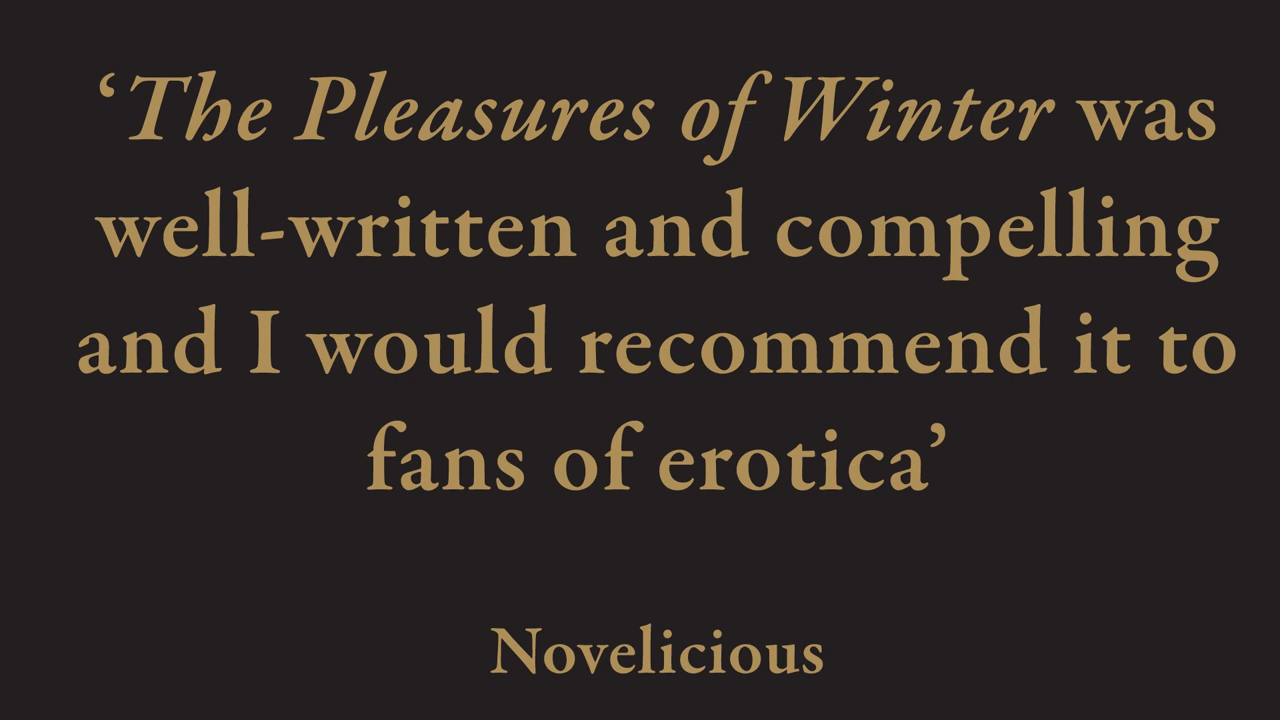 ‘The Pleasures of Winter was
well-written and compelling
and I would recommend it to
fans of erotica’
Novelicious